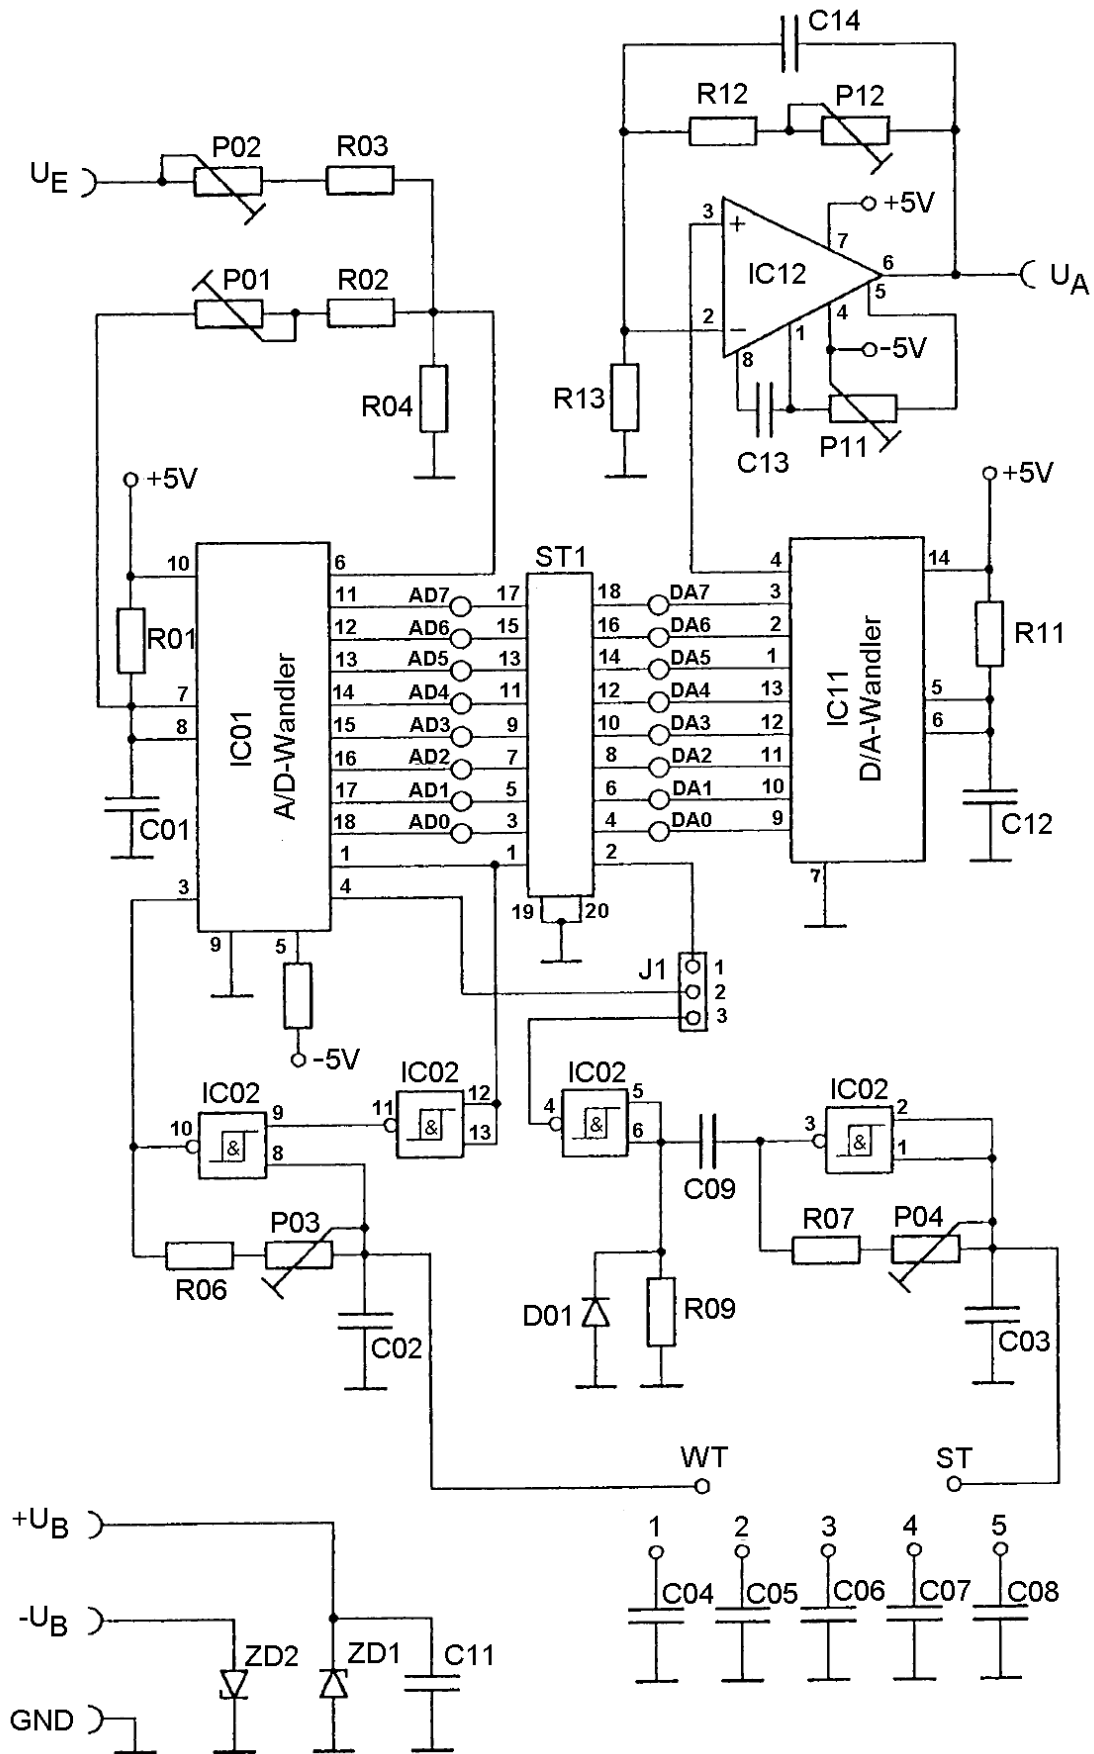 C14
R12 P12
P02 R03
U_E
+5V
3 + 7
IC12 6
U_A
5
P01 R02
2 − 1 4
8 -5V
R04
R13
C13 P11
+5V
+5V
ST1
10 6
4 14
11 AD7 17 18 DA7 3
12 AD6 15 16 DA6 2
R01
R11
13 AD5 13 14 DA5 1
14 AD4 11 12 DA4 13
7
5
15 AD3 9 10 DA3 12
8
6
IC01
A/D-Wandler
IC11
D/A-Wandler
16 AD2 7 8 DA2 11
17 AD1 5 6 DA1 10
C01
C12
18 AD0 3 4 DA0 9
1 1 2
7
3 4
19 20
9 5
J1 1
2
3
-5V
IC02 IC02 IC02 IC02
10 & 9
8
11 & 12
13
4 & 5
6
3 & 2
1
C09
P03
R06
R07 P04
D01 R09
C02
C03
WT ST
+U_B
1 2 3 4 5
C04 C05 C06 C07 C08
-U_B
ZD2 ZD1 C11
GND